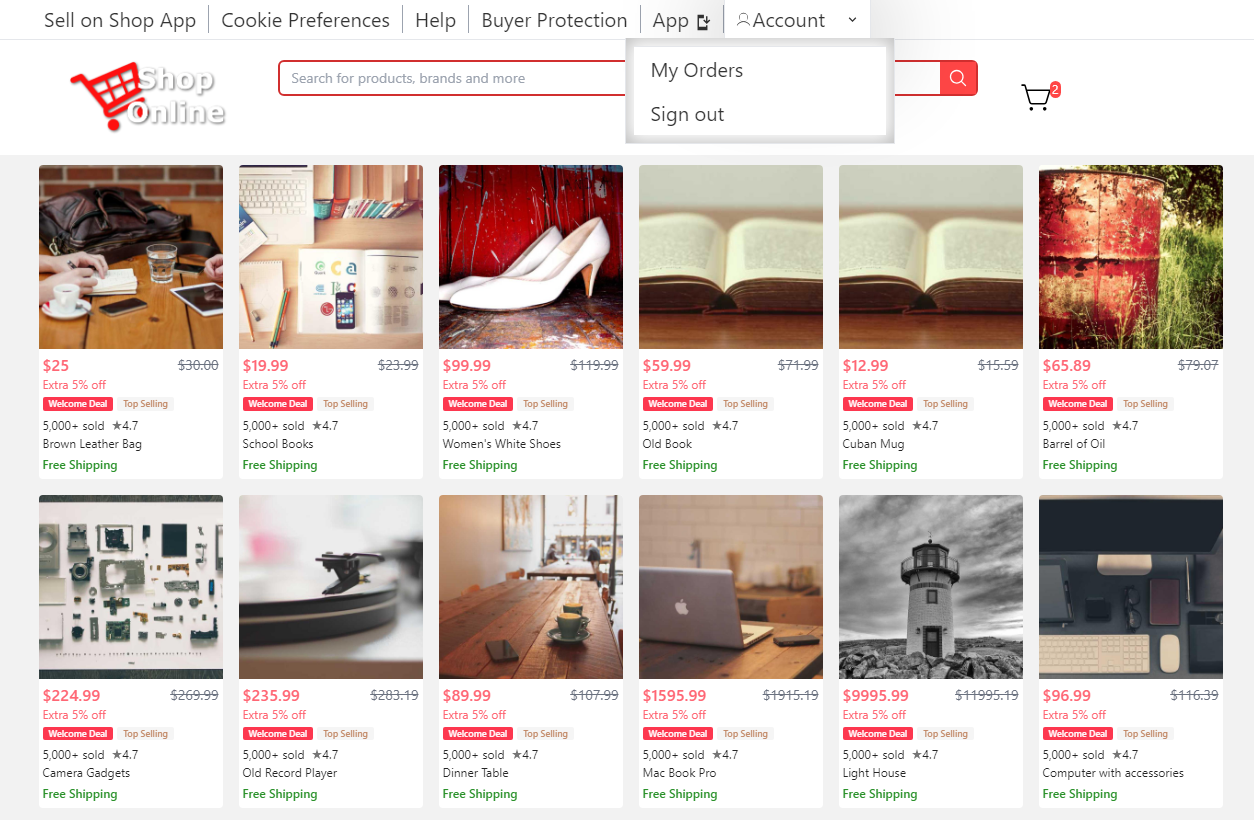 Sell on Shop App
Cookie Preferences
Help
Buyer Protection
App
Account
My Orders
Sign out
Shop
Online
Search for products, brands and more
2
$25 $30.00
Extra 5% off
Welcome Deal Top Selling
5,000+ sold ★4.7
Brown Leather Bag
Free Shipping
$19.99 $23.99
Extra 5% off
Welcome Deal Top Selling
5,000+ sold ★4.7
School Books
Free Shipping
$99.99 $119.99
Extra 5% off
Welcome Deal Top Selling
5,000+ sold ★4.7
Women's White Shoes
Free Shipping
$59.99 $71.99
Extra 5% off
Welcome Deal Top Selling
5,000+ sold ★4.7
Old Book
Free Shipping
$12.99 $15.59
Extra 5% off
Welcome Deal Top Selling
5,000+ sold ★4.7
Cuban Mug
Free Shipping
$65.89 $79.07
Extra 5% off
Welcome Deal Top Selling
5,000+ sold ★4.7
Barrel of Oil
Free Shipping
$224.99 $269.99
Extra 5% off
Welcome Deal Top Selling
5,000+ sold ★4.7
Camera Gadgets
Free Shipping
$235.99 $283.19
Extra 5% off
Welcome Deal Top Selling
5,000+ sold ★4.7
Old Record Player
Free Shipping
$89.99 $107.99
Extra 5% off
Welcome Deal Top Selling
5,000+ sold ★4.7
Dinner Table
Free Shipping
$1595.99 $1915.19
Extra 5% off
Welcome Deal Top Selling
5,000+ sold ★4.7
Mac Book Pro
Free Shipping
$9995.99 $11995.19
Extra 5% off
Welcome Deal Top Selling
5,000+ sold ★4.7
Light House
Free Shipping
$96.99 $116.39
Extra 5% off
Welcome Deal Top Selling
5,000+ sold ★4.7
Computer with accessories
Free Shipping